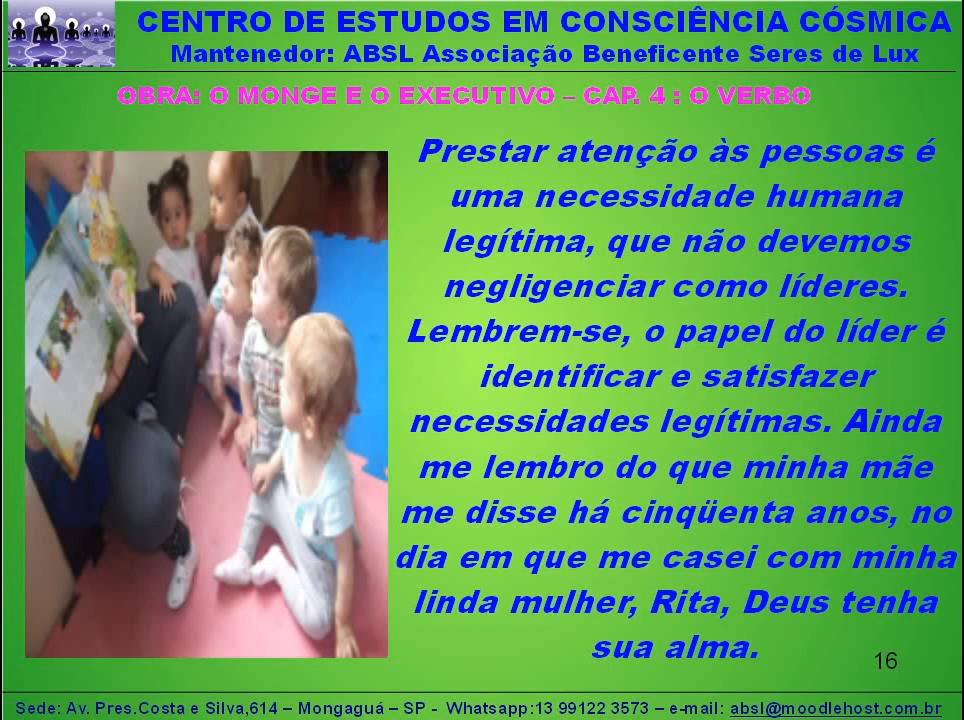 CENTRO DE ESTUDOS EM CONSCIÊNCIA CÓSMICA
Mantenedor: ABSL Associação Beneficente Seres de Lux
OBRA: O MONGE E O EXECUTIVO – CAP. 4 : O VERBO
Prestar atenção às pessoas é
uma necessidade humana
legítima, que não devemos
negligenciar como líderes.
Lembrem-se, o papel do líder é
identificar e satisfazer
necessidades legítimas. Ainda
me lembro do que minha mãe
me disse há cinqüenta anos, no
dia em que me casei com minha
linda mulher, Rita, Deus tenha
sua alma.
16
Sede: Av. Pres.Costa e Silva,614 – Mongaguá – SP - Whatsapp:13 99122 3573 – e-mail: absl@moodlehost.com.br